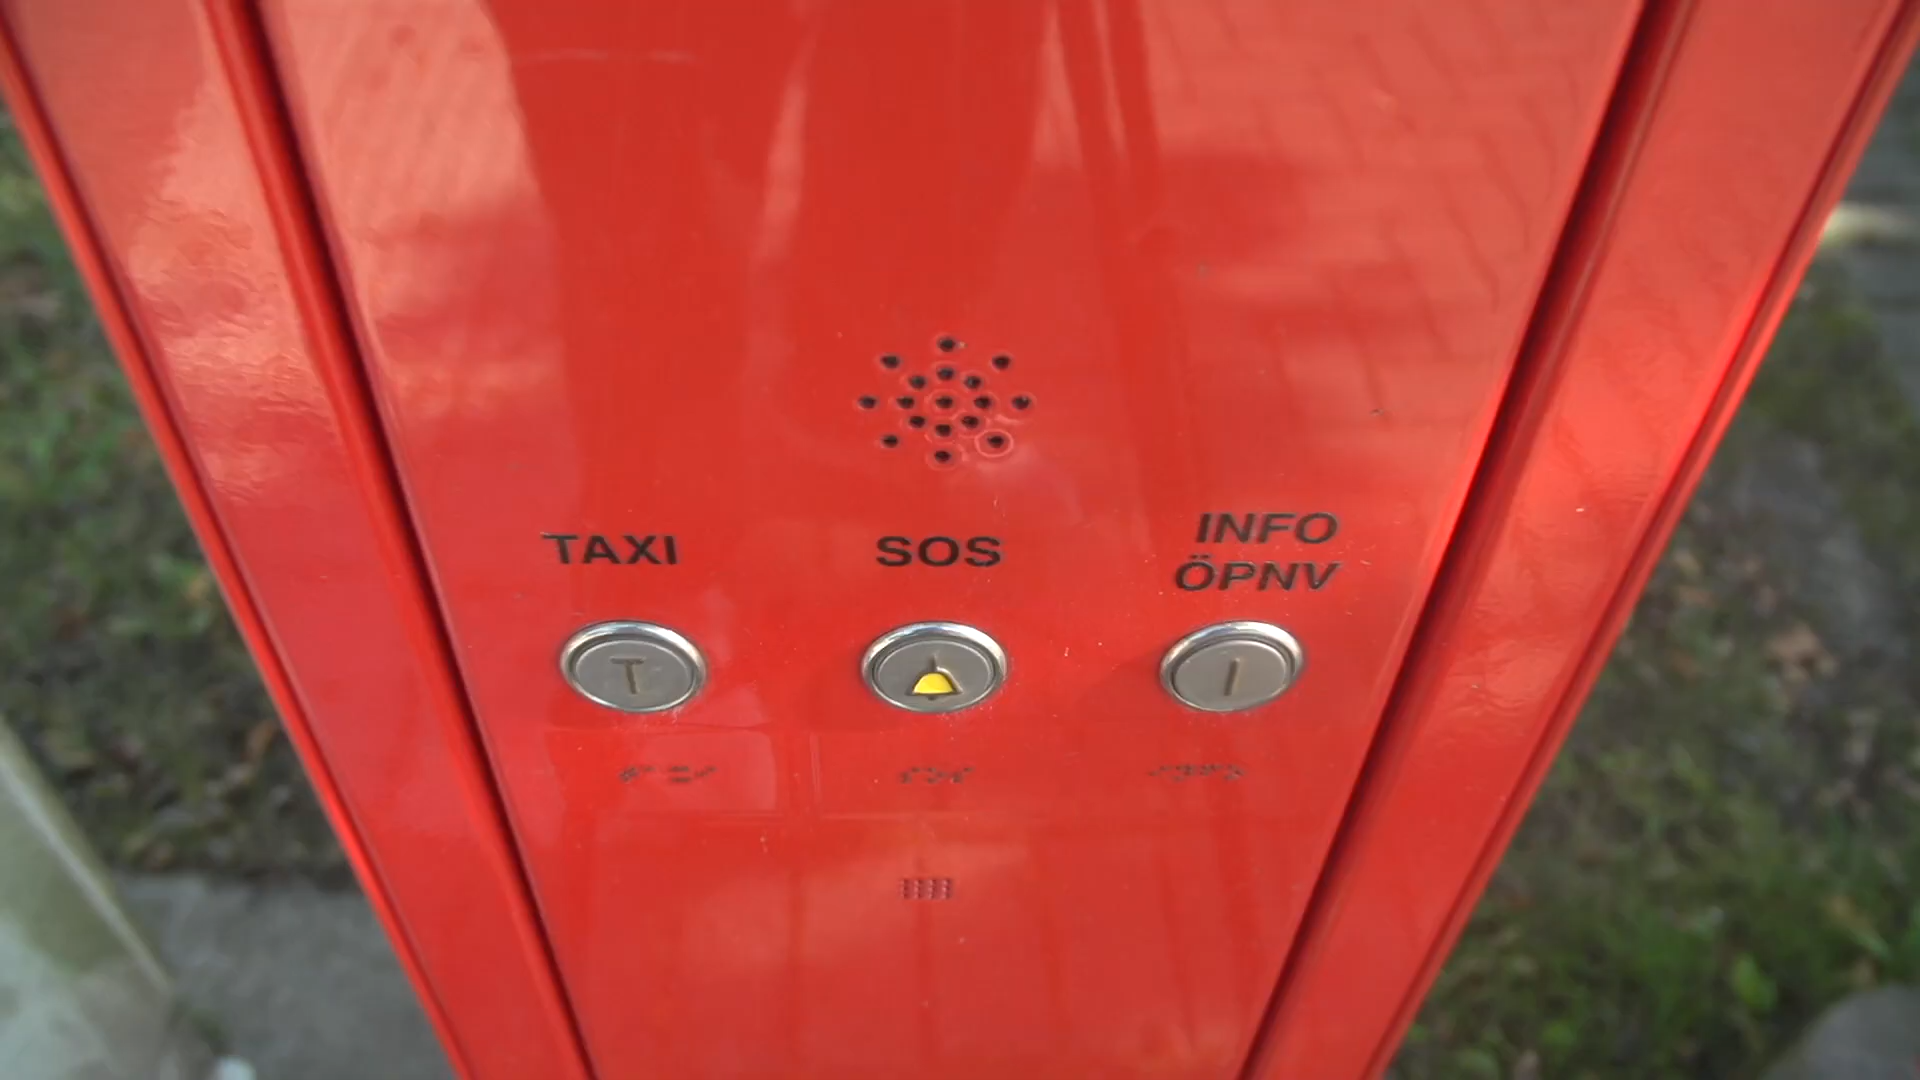 TAXI
SOS
INFO
ÖPNV
T
I